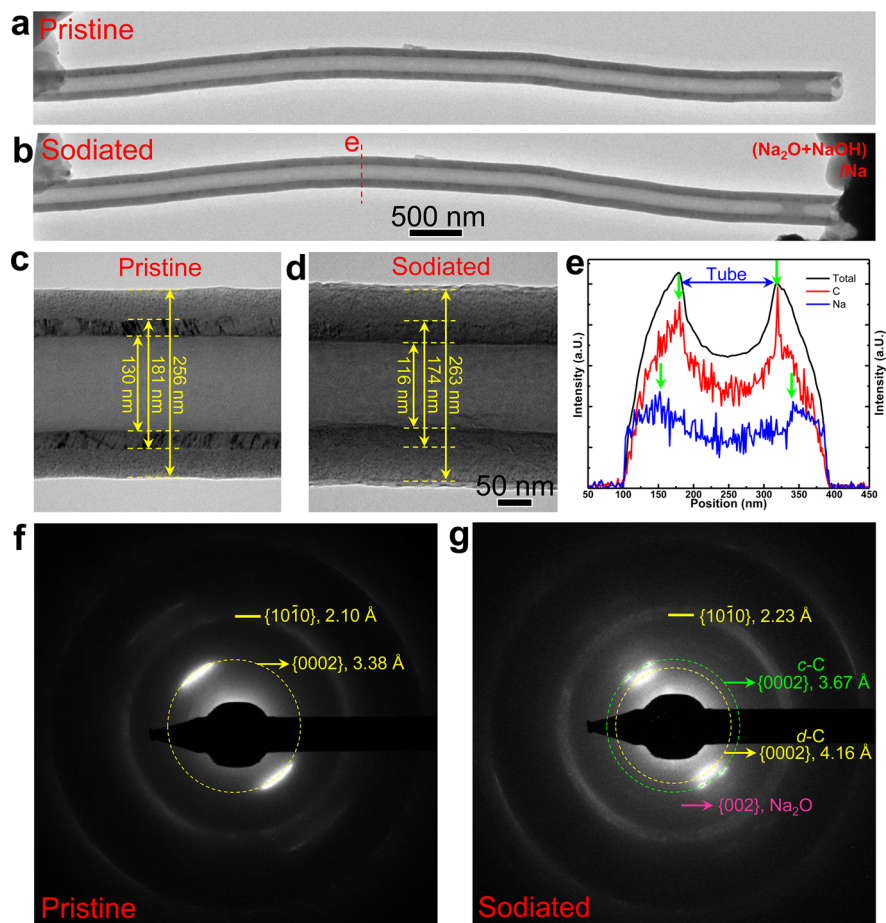 a
Pristine
b
Sodiated
e
(Na₂O+NaOH)
/Na
500 nm
c
Pristine
130 nm
181 nm
256 nm
d
Sodiated
116 nm
174 nm
263 nm
50 nm
e
Tube
Total
C
Na
Intensity (a.U.)
Intensity (a.U.)
50 100 150 200 250 300 350 400 450
Position (nm)
f
{101̄0}, 2.10 Å
{0002}, 3.38 Å
Pristine
g
{101̄0}, 2.23 Å
c-C
{0002}, 3.67 Å
d-C
{0002}, 4.16 Å
{002}, Na₂O
Sodiated